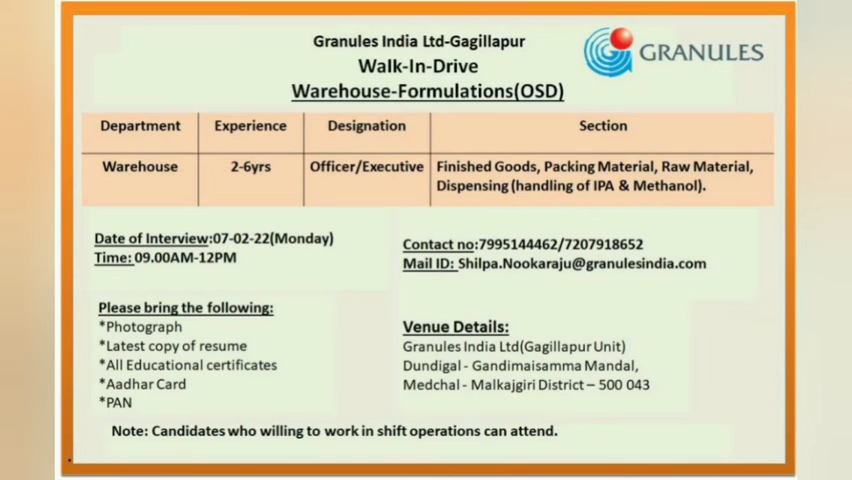 Granules India Ltd-Gagillapur
GRANULES
Walk-In-Drive
Warehouse-Formulations(OSD)
Department Experience Designation Section
Warehouse 2-6yrs Officer/Executive Finished Goods, Packing Material, Raw Material,
Dispensing (handling of IPA & Methanol).
Date of Interview:07-02-22(Monday)
Time: 09.00AM-12PM
Contact no:7995144462/7207918652
Mail ID: Shilpa.Nookaraju@granulesindia.com
Please bring the following:
*Photograph
*Latest copy of resume
*All Educational certificates
*Aadhar Card
*PAN
Venue Details:
Granules India Ltd(Gagillapur Unit)
Dundigal - Gandimaisamma Mandal,
Medchal - Malkajgiri District – 500 043
Note: Candidates who willing to work in shift operations can attend.